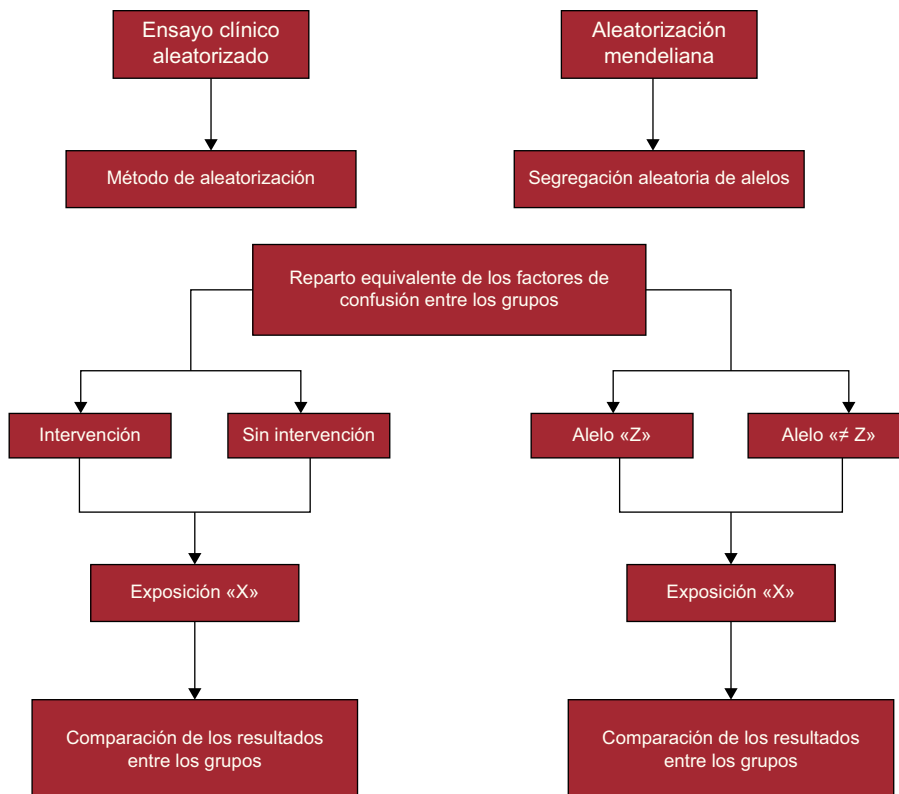 Ensayo clínico
aleatorizado
Aleatorización
mendeliana
Método de aleatorización
Segregación aleatoria de alelos
Reparto equivalente de los factores de
confusión entre los grupos
Intervención
Sin intervención
Alelo «Z»
Alelo «≠ Z»
Exposición «X»
Exposición «X»
Comparación de los resultados
entre los grupos
Comparación de los resultados
entre los grupos